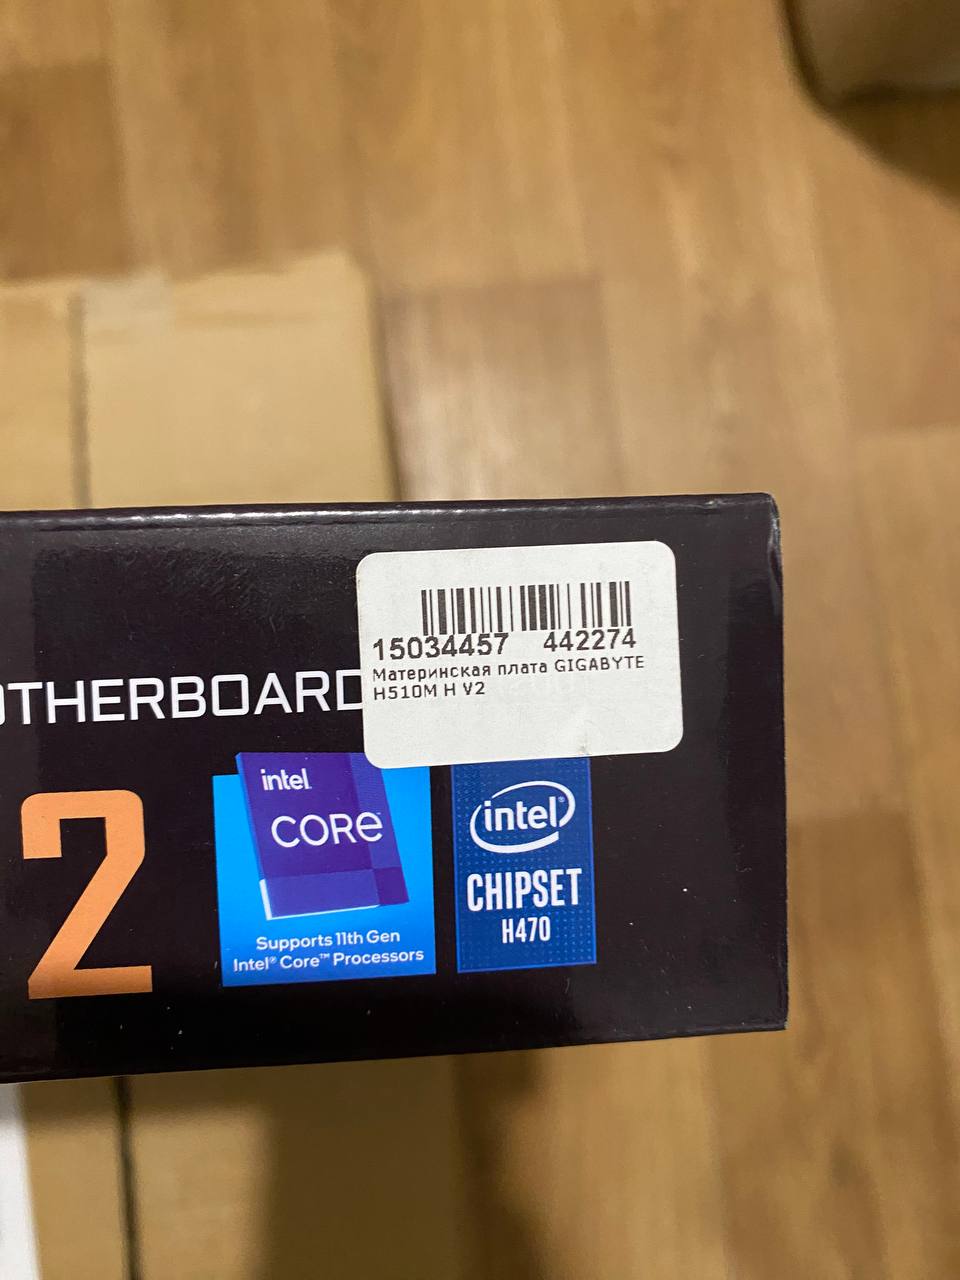 15034457 442274
Материнская плата GIGABYTE
H510M H V2
OTHERBOARD
2
intel
CORE
Supports 11th Gen
Intel® Core™ Processors
intel®
CHIPSET
H470